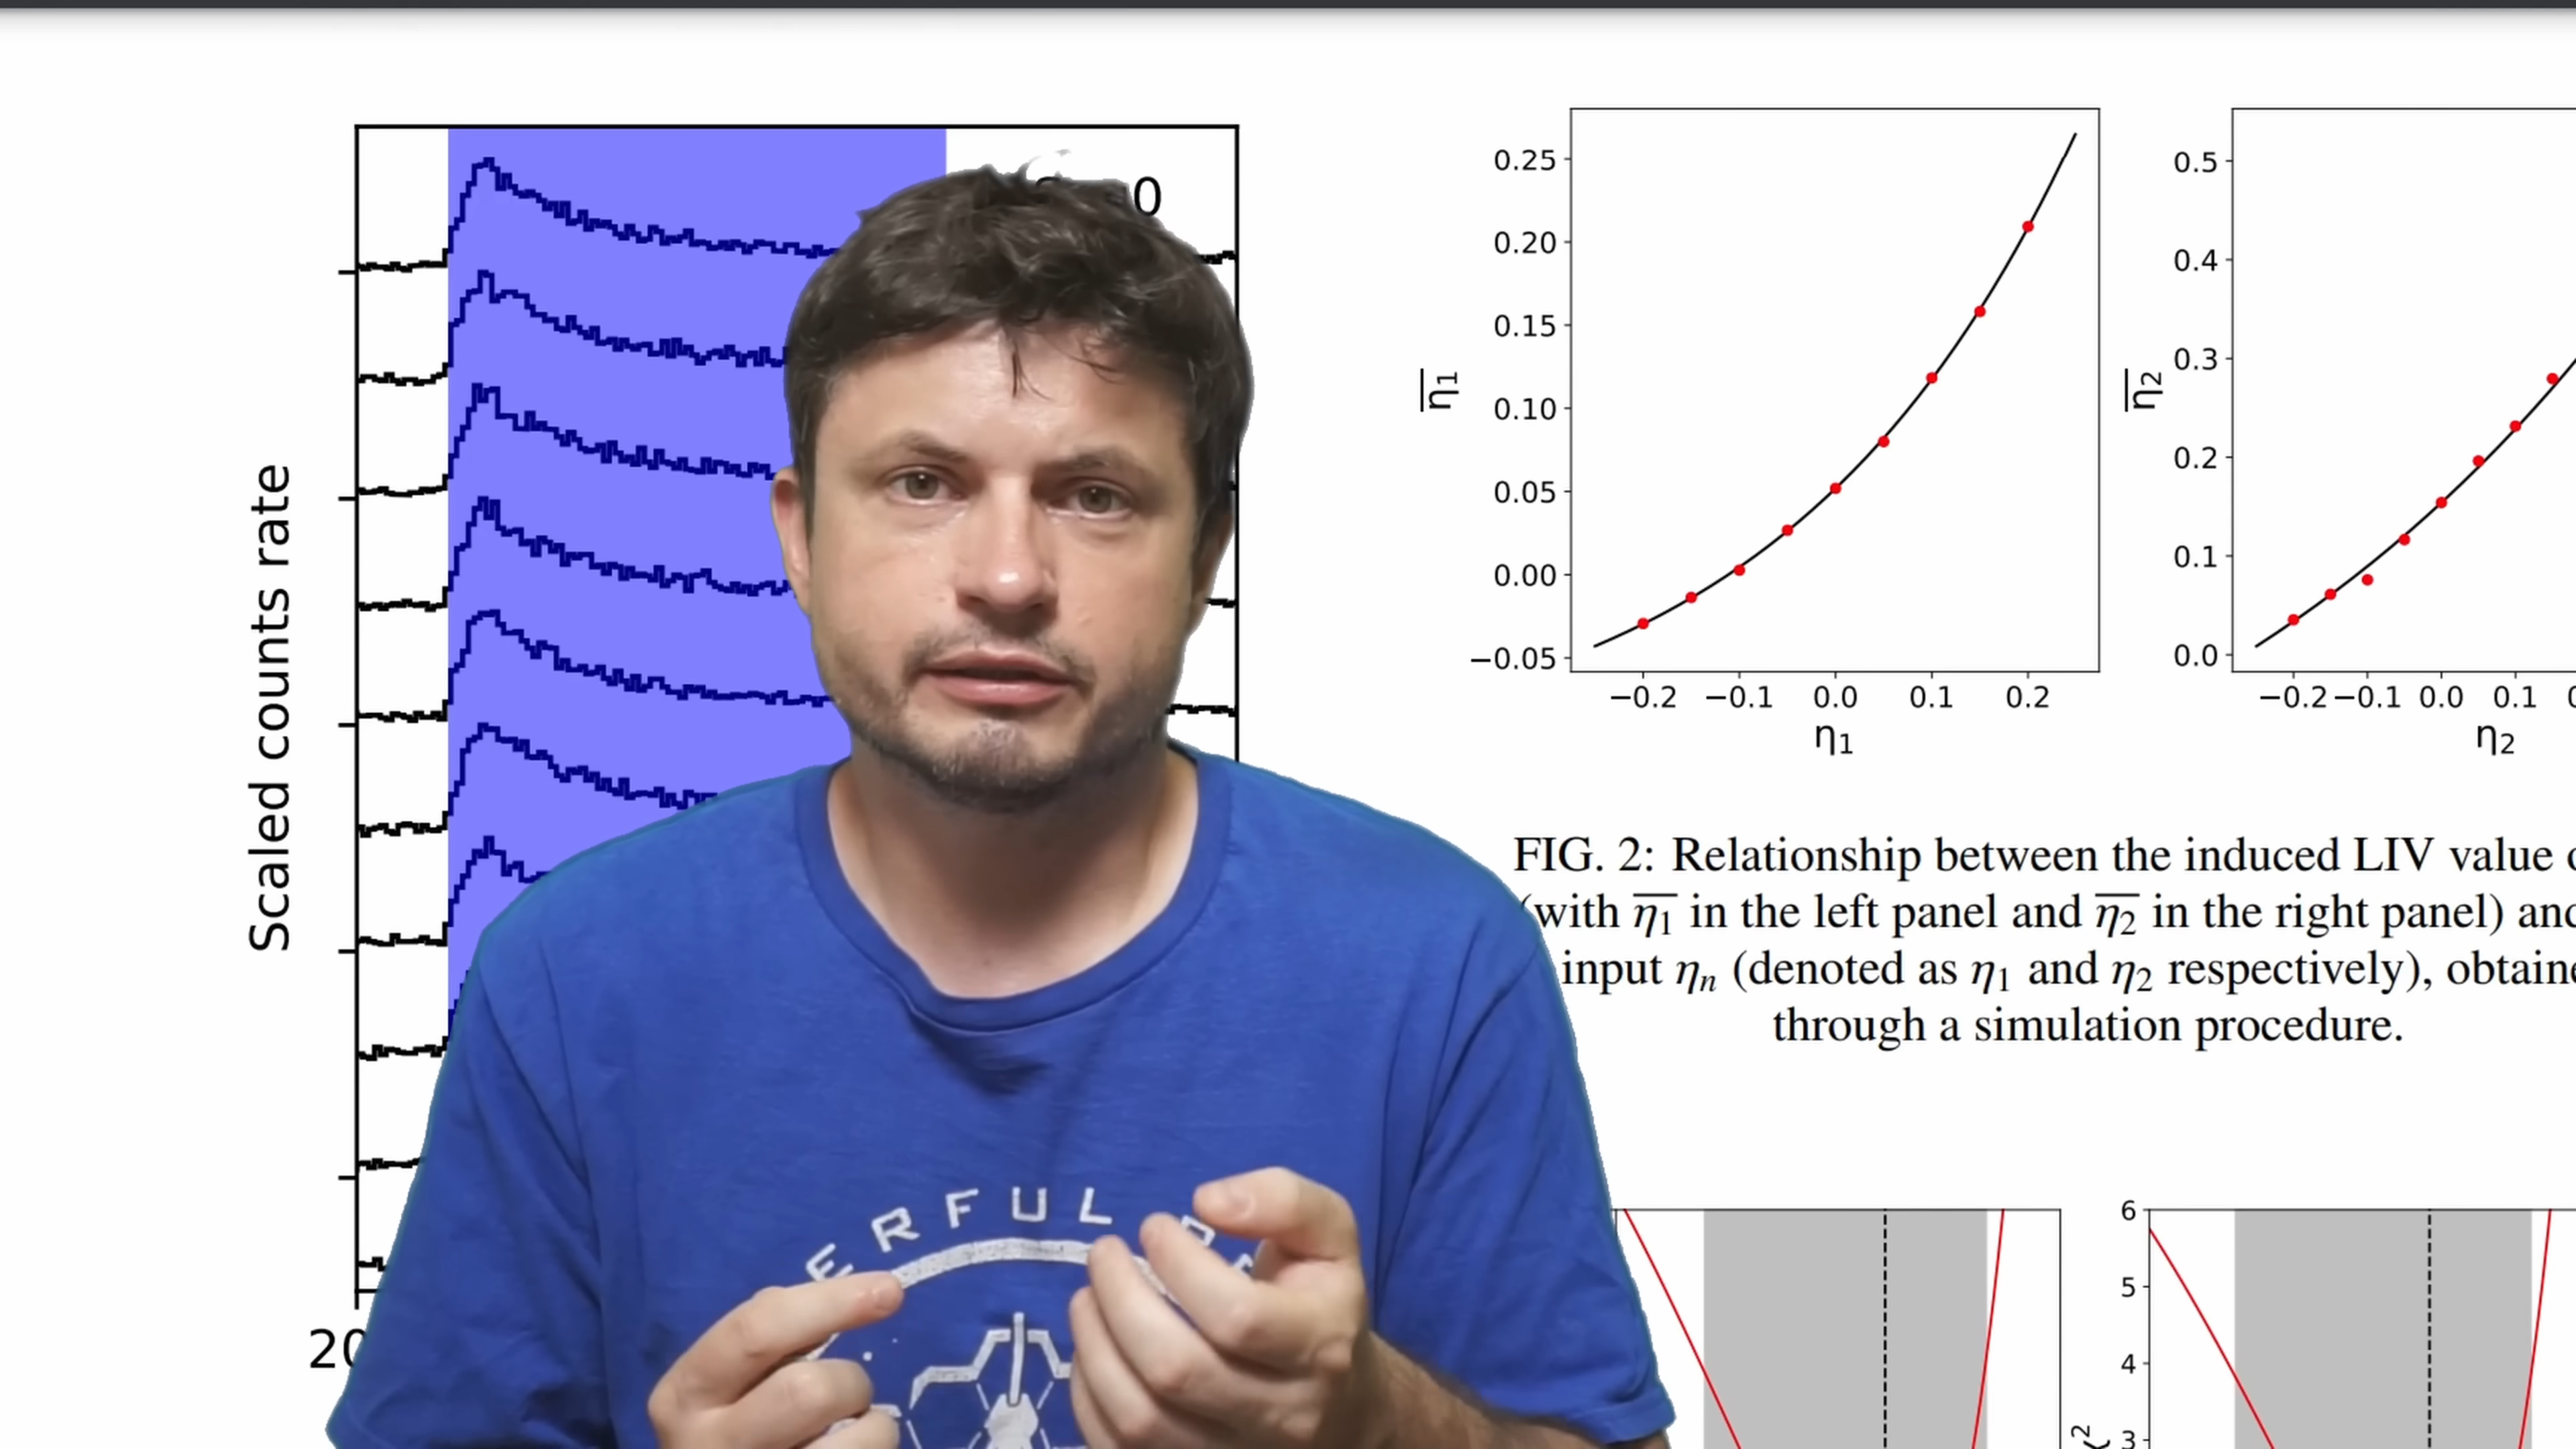 Scaled counts rate
0
20
0.25
0.20
0.15
0.10
0.05
0.00
−0.05
η1
−0.2 −0.1 0.0 0.1 0.2
η1
0.5
0.4
0.3
0.2
0.1
0.0
η2
−0.2 −0.1 0.0 0.1
η2
FIG. 2: Relationship between the induced LIV value
(with η1 in the left panel and η2 in the right panel) and
input ηn (denoted as η1 and η2 respectively), obtaine
through a simulation procedure.
6
5
4
3
ERFUL